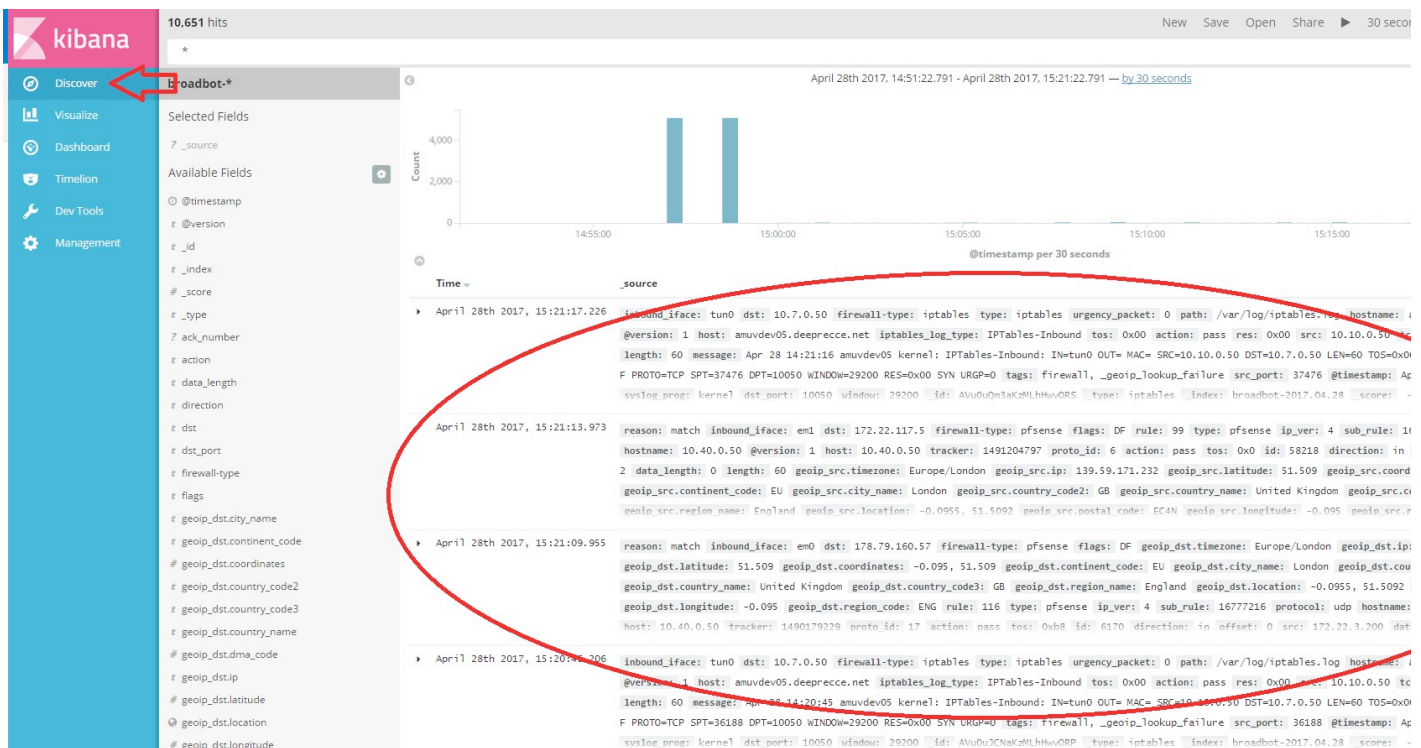 kibana
Discover
Visualize
Dashboard
Timelion
Dev Tools
Management
10,651 hits
New Save Open Share 30
*
broadbot-*
Selected Fields
? _source
Available Fields
@timestamp
t @version
t _id
t _index
# _score
t _type
? ack_number
t action
t data_length
t direction
t dst
t dst_port
t firewall-type
t flags
t geoip_dst.city_name
t geoip_dst.continent_code
# geoip_dst.coordinates
t geoip_dst.country_code2
t geoip_dst.country_code3
t geoip_dst.country_name
# geoip_dst.dma_code
t geoip_dst.ip
# geoip_dst.latitude
geoip_dst.location
# geoip_dst.longitude
April 28th 2017, 14:51:22.791 - April 28th 2017, 15:21:22.791 — by 30 seconds
Count
4,000
2,000
0
14:55:00 15:00:00 15:05:00 15:10:00 15:15:00
@timestamp per 30 seconds
Time _source
April 28th 2017, 15:21:17.226 inbound_iface: tun0 dst: 10.7.0.50 firewall-type: iptables type: iptables urgency_packet: 0 path: /var/log/iptables.log hostname:
@version: 1 host: amuvdev05.deeprecce.net iptables_log_type: IPTables-Inbound tos: 0x00 action: pass res: 0x00 src: 10.10.0.50
length: 60 message: Apr 28 14:21:16 amuvdev05 kernel: IPTables-Inbound: IN=tun0 OUT= MAC= SRC=10.10.0.50 DST=10.7.0.50 LEN=60
F PROTO=TCP SPT=37476 DPT=10050 WINDOW=29200 RES=0x00 SYN URGP=0 tags: firewall, _geoip_lookup_failure src_port: 37476 @timestamp:
syslog_prog: kernel dst_port: 10050 window: 29200 _id: _type: iptables _index: broadbot-2017.04.28 _score: -
April 28th 2017, 15:21:13.973 reason: match inbound_iface: em1 dst: 172.22.117.5 firewall-type: pfsense flags: DF rule: 99 type: pfsense ip_ver: 4 sub_rule:
hostname: 10.40.0.50 @version: 1 host: 10.40.0.50 tracker: 1491204797 proto_id: 6 action: pass tos: 0x0 id: 58218 direction: in
2 data_length: 0 length: 60 geoip_src.timezone: Europe/London geoip_src.ip: 139.59.171.232 geoip_src.latitude: 51.509
geoip_src.continent_code: EU geoip_src.city_name: London geoip_src.country_code2: GB geoip_src.country_name: United Kingdom
geoip_src.region_name: England geoip_src.location: -0.0955, 51.5092 geoip_src.postal_code: EC4N geoip_src.longitude: -0.095
April 28th 2017, 15:21:09.955 reason: match inbound_iface: em0 dst: 178.79.160.57 firewall-type: pfsense flags: DF geoip_dst.timezone: Europe/London geoip_dst.ip:
geoip_dst.latitude: 51.509 geoip_dst.coordinates: -0.095, 51.509 geoip_dst.continent_code: EU geoip_dst.city_name: London
geoip_dst.country_name: United Kingdom geoip_dst.country_code3: GB geoip_dst.region_name: England geoip_dst.location: -0.0955, 51.5092
geoip_dst.longitude: -0.095 geoip_dst.region_code: ENG rule: 116 type: pfsense ip_ver: 4 sub_rule: 16777216 protocol: udp hostname:
host: 10.40.0.50 tracker: 1490179229 proto_id: 17 action: pass tos: 0xb8 id: 6170 direction: in offset: 0 src: 172.22.3.200
April 28th 2017, inbound_iface: tun0 dst: 10.7.0.50 firewall-type: iptables type: iptables urgency_packet: 0 path: /var/log/iptables.log hostname:
@version: 1 host: amuvdev05.deeprecce.net iptables_log_type: IPTables-Inbound tos: 0x00 action: pass res: 0x00 src: 10.10.0.50
length: 60 message: Apr 28 14:20:45 amuvdev05 kernel: IPTables-Inbound: IN=tun0 OUT= MAC= SRC=10.10.0.50 DST=10.7.0.50 LEN=60
F PROTO=TCP SPT=36188 DPT=10050 WINDOW=29200 RES=0x00 SYN URGP=0 tags: firewall, _geoip_lookup_failure src_port: 36188 @timestamp:
syslog_prog: kernel dst_port: 10050 window: 29200 _id: _type: iptables _index: broadbot-2017.04.28 _score: -